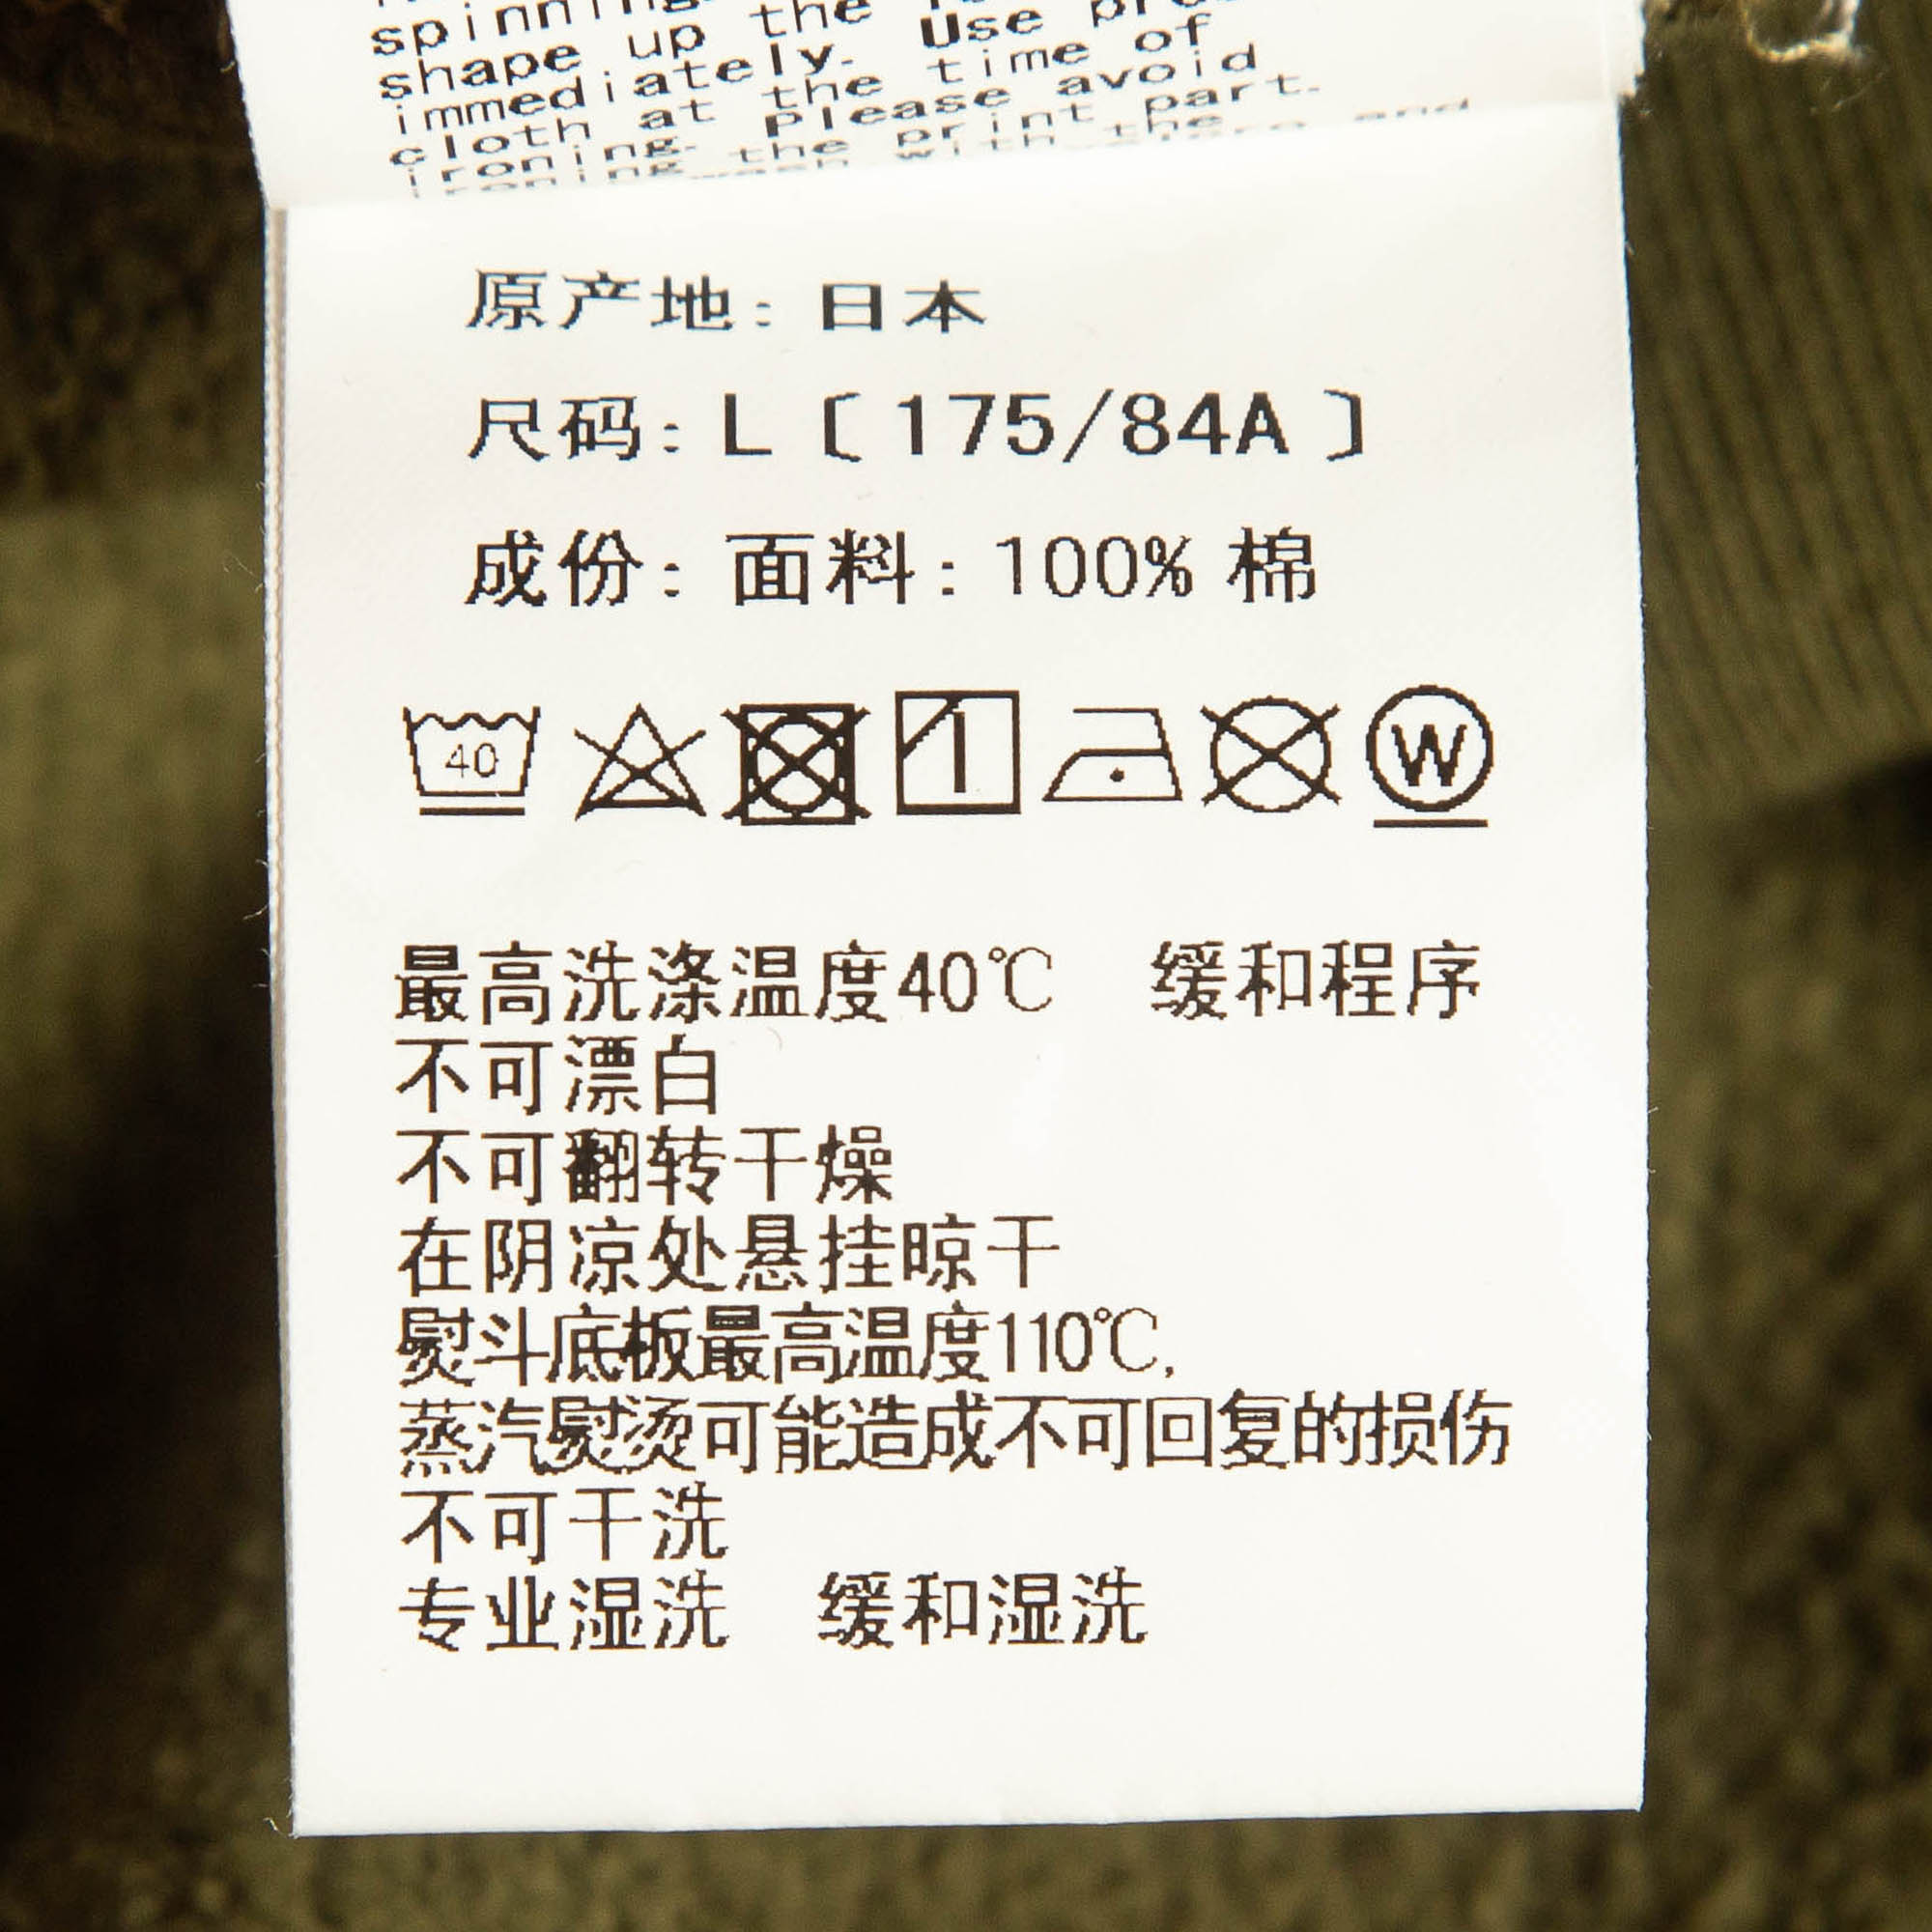 shape up the
immediately. Use
cloth at the time of
ironing. Please avoid
ironing the print part.
原产地: 日本
尺码: L〔175/84A〕
成份: 面料: 100% 棉
40
W
最高洗涤温度40℃ 缓和程序
不可漂白
不可翻转干燥
在阴凉处悬挂晾干
熨斗底板最高温度110℃,
蒸汽熨烫可能造成不可回复的损伤
不可干洗
专业湿洗 缓和湿洗